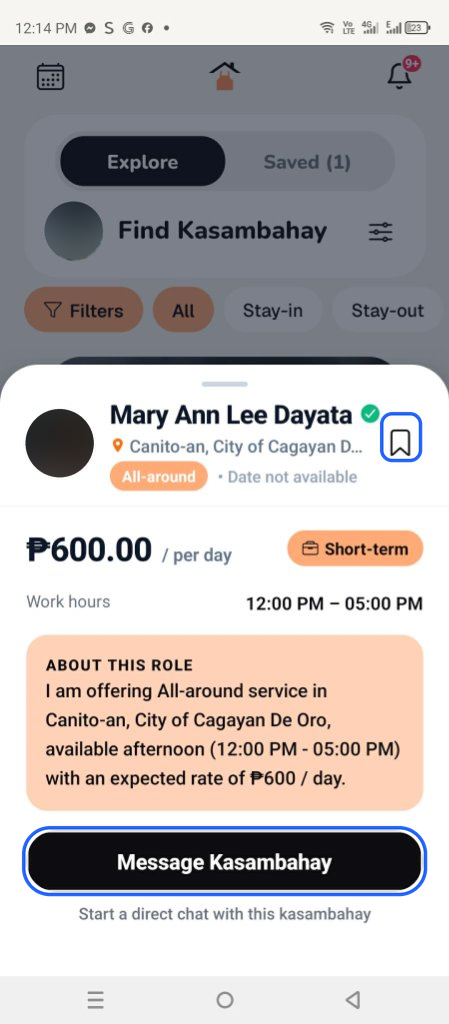 12:14 PM
Vo LTE 4G E 23
9+
Explore
Saved (1)
Find Kasambahay
Filters
All
Stay-in
Stay-out
Mary Ann Lee Dayata
Canito-an, City of Cagayan D...
All-around
• Date not available
₱600.00 / per day
Short-term
Work hours
12:00 PM – 05:00 PM
ABOUT THIS ROLE
I am offering All-around service in
Canito-an, City of Cagayan De Oro,
available afternoon (12:00 PM - 05:00 PM)
with an expected rate of ₱600 / day.
Message Kasambahay
Start a direct chat with this kasambahay